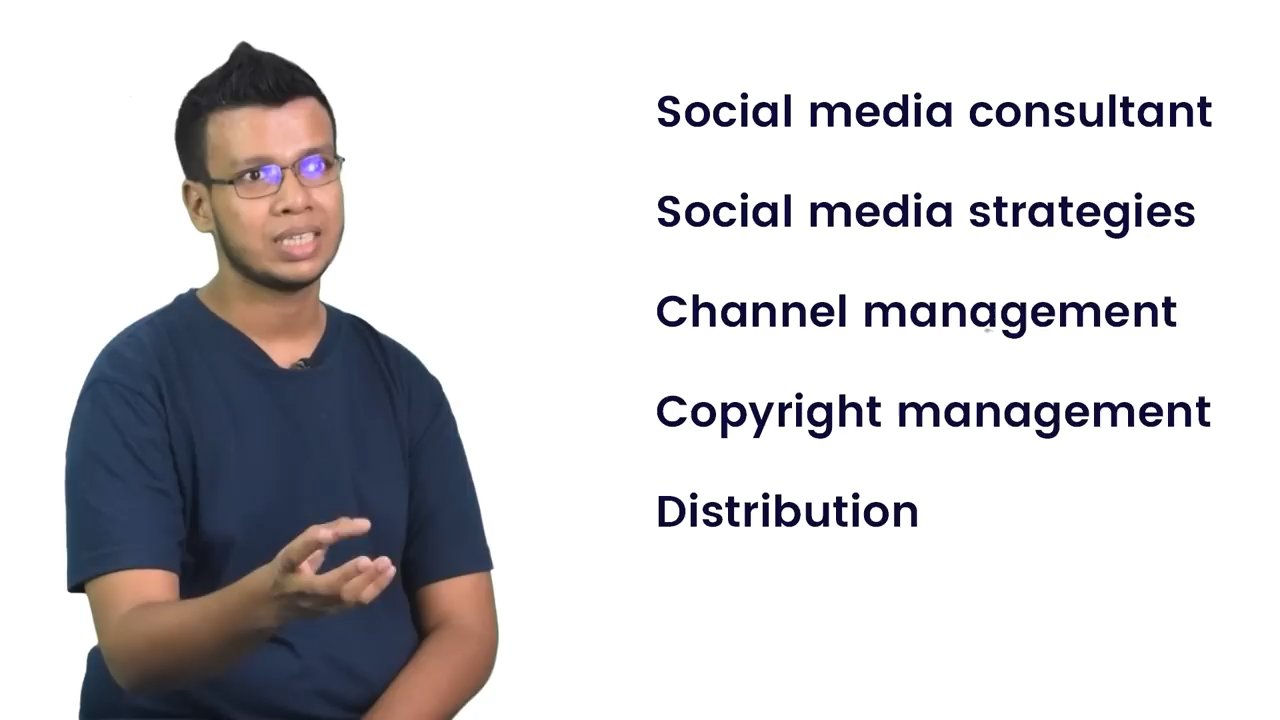 Social media consultant
Social media strategies
Channel management
Copyright management
Distribution